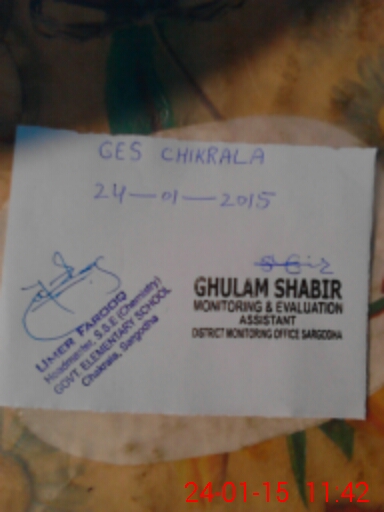 GES CHIKRALA
24-01-2015
UMER FAROOQ
Headmaster, S.S.E (Chemistry)
GOVT. ELEMENTARY SCHOOL
Chakrala, Sargodha
GHULAM SHABIR
MONITORING & EVALUATION
ASSISTANT
DISTRICT MONITORING OFFICE SARGODHA
24-01-15 11:42